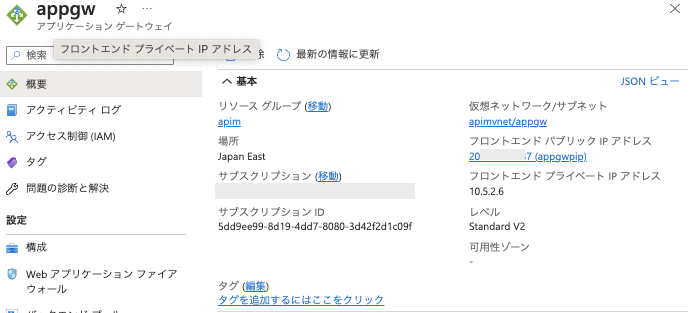 appgw
アプリケーション ゲートウェイ
検索
フロントエンド プライベート IP アドレス
除
最新の情報に更新
概要
アクティビティ ログ
アクセス制御 (IAM)
タグ
問題の診断と解決
設定
構成
Web アプリケーション ファイア
ウォール
基本
JSON ビュー
リソース グループ (移動)
apim
場所
Japan East
サブスクリプション (移動)
サブスクリプション ID
5dd9ee99-8d19-4dd7-8080-3d42f2d1c09f
仮想ネットワーク/サブネット
apimvnet/appgw
フロントエンド パブリック IP アドレス
20 7 (appgwpip)
フロントエンド プライベート IP アドレス
10.5.2.6
レベル
Standard V2
可用性ゾーン
-
タグ (編集)
タグを追加するにはここをクリック